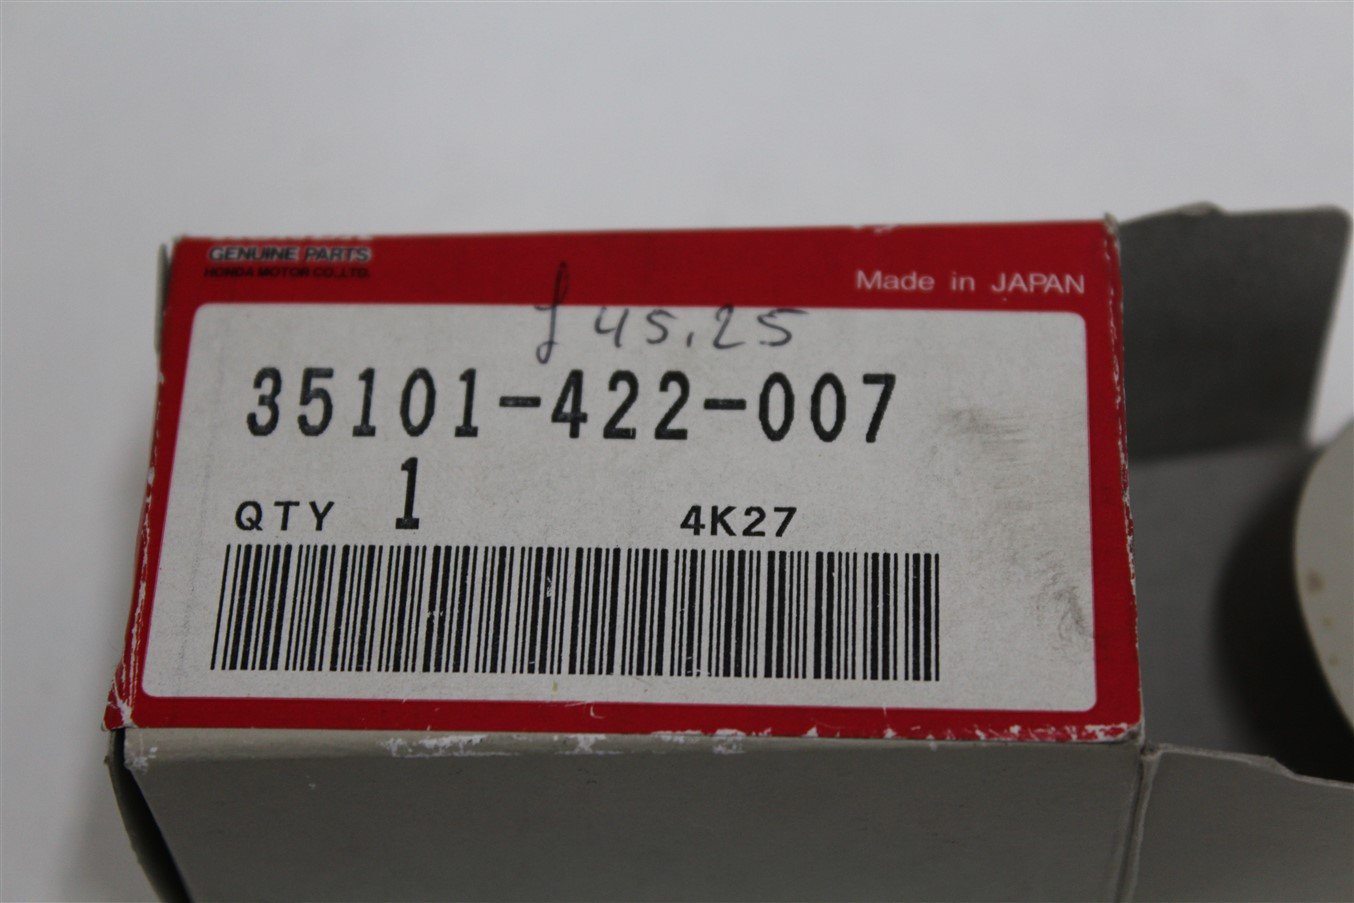 GENUINE PARTS
HONDA MOTOR CO.,LTD.
Made in JAPAN
£ 45.25
35101-422-007
QTY 1 4K27